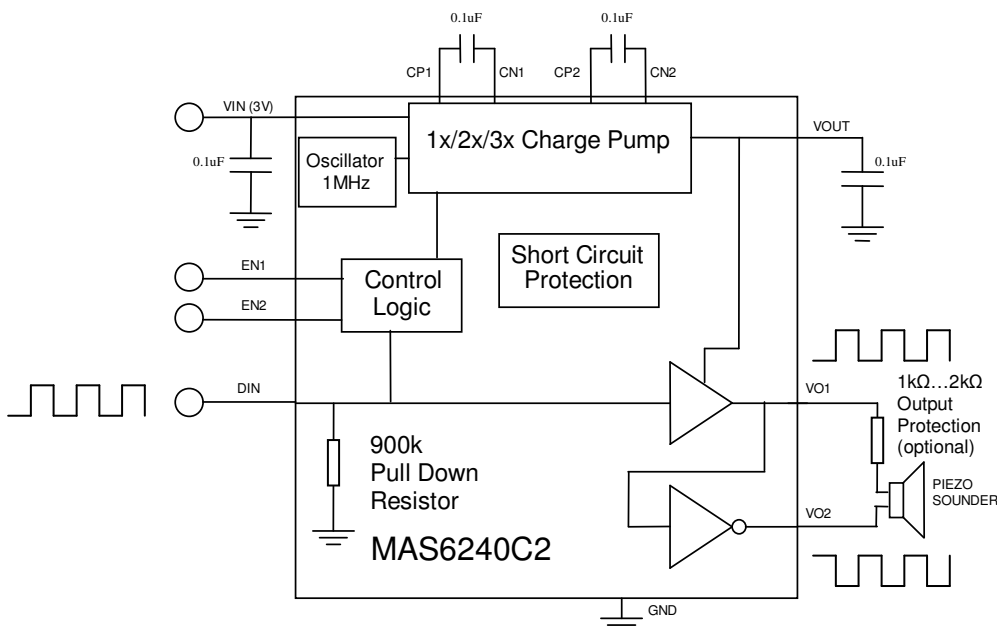 0.1uF
0.1uF
CP1
CN1
CP2
CN2
VIN (3V)
1x/2x/3x Charge Pump
VOUT
0.1uF
Oscillator
1MHz
0.1uF
EN1
EN2
Control
Logic
Short Circuit
Protection
DIN
VO1
1kΩ...2kΩ
Output
Protection
(optional)
900k
Pull Down
Resistor
PIEZO
SOUNDER
VO2
MAS6240C2
GND